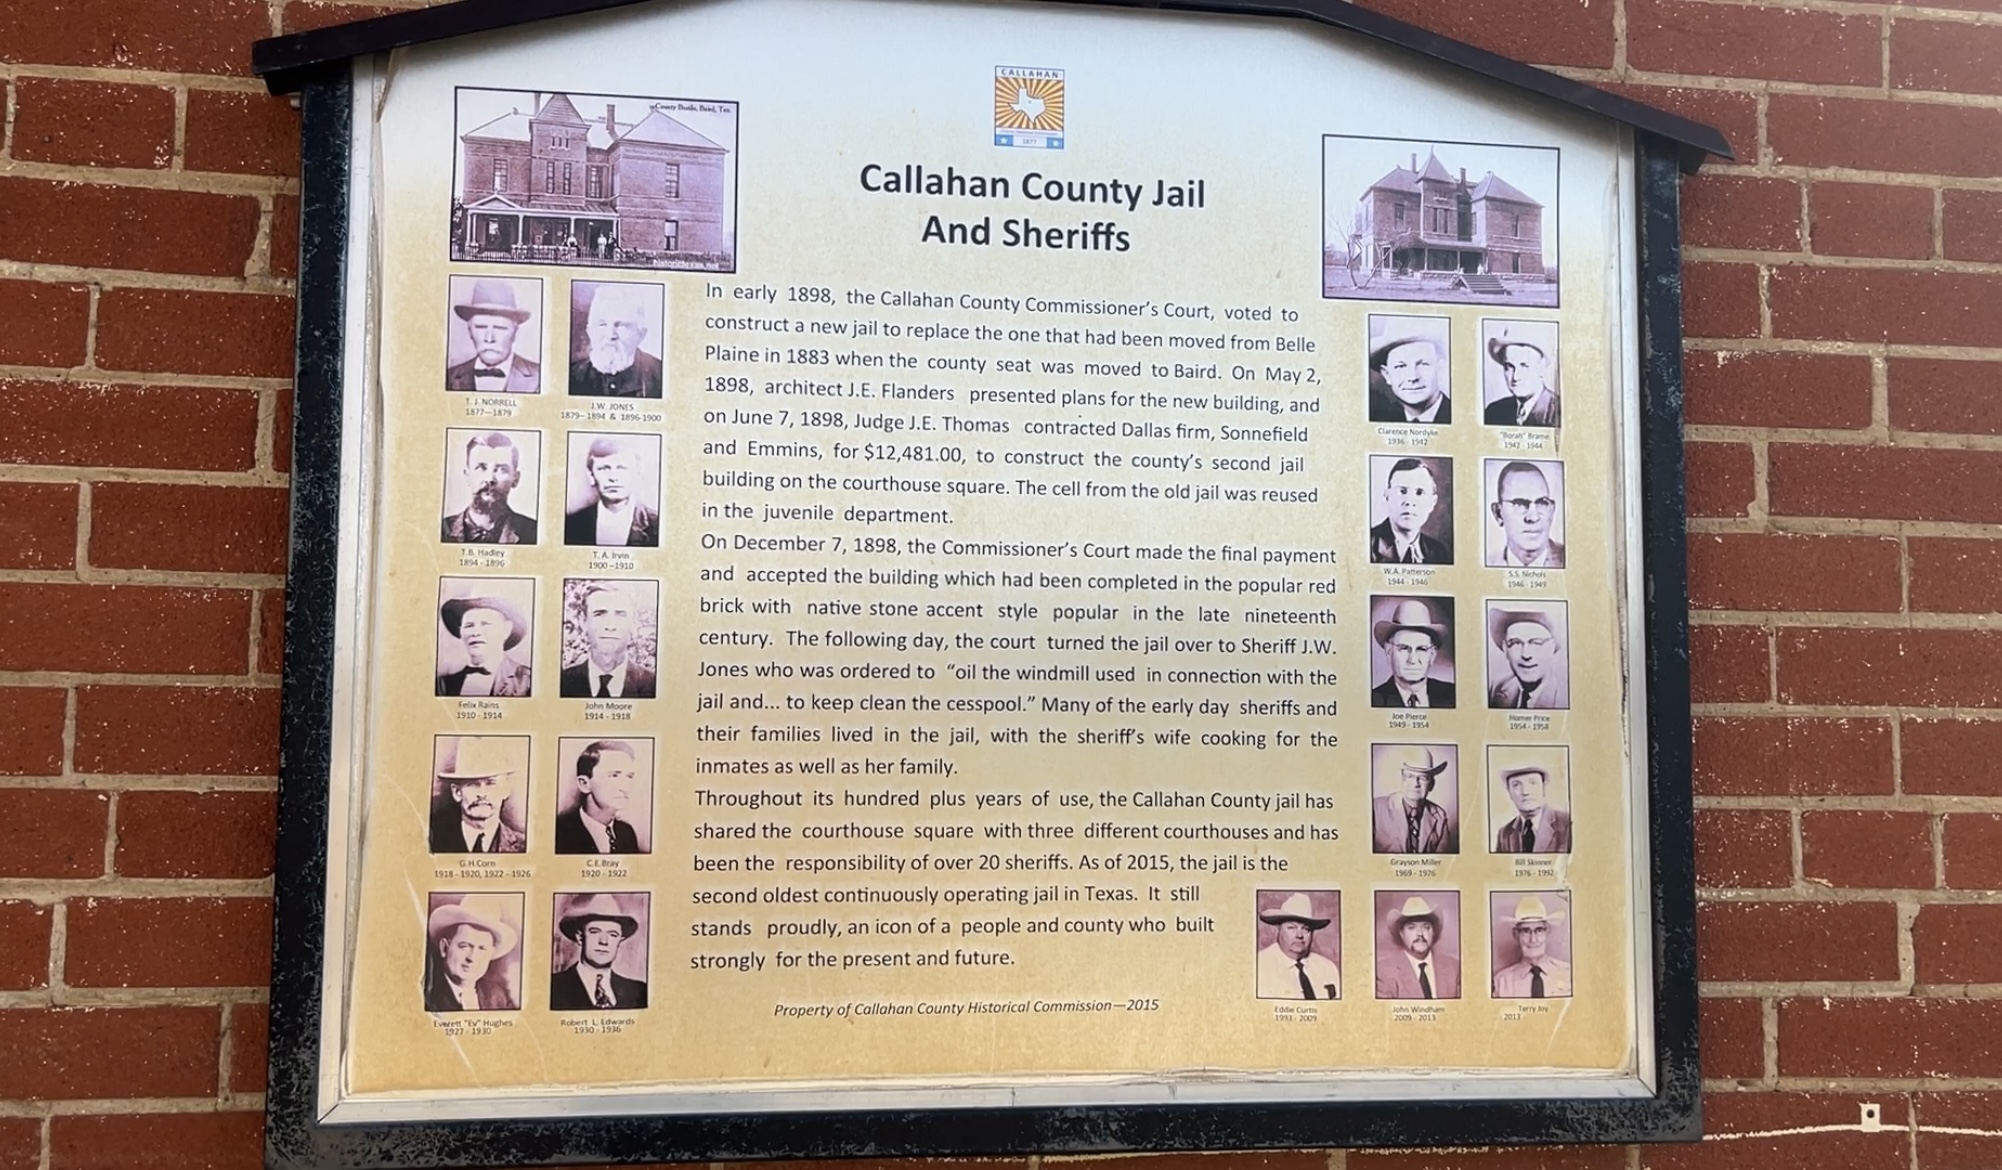 CALLAHAN
1877
County Bastile, Baird, Tex.
Callahan County Jail
And Sheriffs
In early 1898, the Callahan County Commissioner's Court, voted to
construct a new jail to replace the one that had been moved from Belle
Plaine in 1883 when the county seat was moved to Baird. On May 2,
1898, architect J.E. Flanders presented plans for the new building, and
on June 7, 1898, Judge J.E. Thomas contracted Dallas firm, Sonnefield
and Emmins, for $12,481.00, to construct the county's second jail
building on the courthouse square. The cell from the old jail was reused
in the juvenile department.
On December 7, 1898, the Commissioner's Court made the final payment
and accepted the building which had been completed in the popular red
brick with native stone accent style popular in the late nineteenth
century. The following day, the court turned the jail over to Sheriff J.W.
Jones who was ordered to “oil the windmill used in connection with the
jail and... to keep clean the cesspool.” Many of the early day sheriffs and
their families lived in the jail, with the sheriff's wife cooking for the
inmates as well as her family.
Throughout its hundred plus years of use, the Callahan County jail has
shared the courthouse square with three different courthouses and has
been the responsibility of over 20 sheriffs. As of 2015, the jail is the
second oldest continuously operating jail in Texas. It still
stands proudly, an icon of a people and county who built
strongly for the present and future.
Property of Callahan County Historical Commission—2015
T. J. NORRELL
1877—1879
J.W. JONES
1879–1894 & 1896-1900
T.B. Hadley
1894 - 1896
T. A. Irvin
1900 –1910
Felix Rains
1910 - 1914
John Moore
1914 - 1918
G.H.Corn
1918 - 1920, 1922 - 1926
C.E.Bray
1920 - 1922
Everett "Ev" Hughes
1927 - 1930
Robert L. Edwards
1930 - 1936
Clarence Nordyke
1936 - 1942
"Borah" Brame
1942 - 1944
W.A. Patterson
1944 - 1946
S.S. Nichols
1946 - 1949
Joe Pierce
1949 - 1954
Homer Price
1954 - 1958
Grayson Miller
1969 - 1976
Bill Skinner
1976 - 1992
Eddie Curtis
1993 - 2009
John Windham
2009 - 2013
Terry Joy
2013